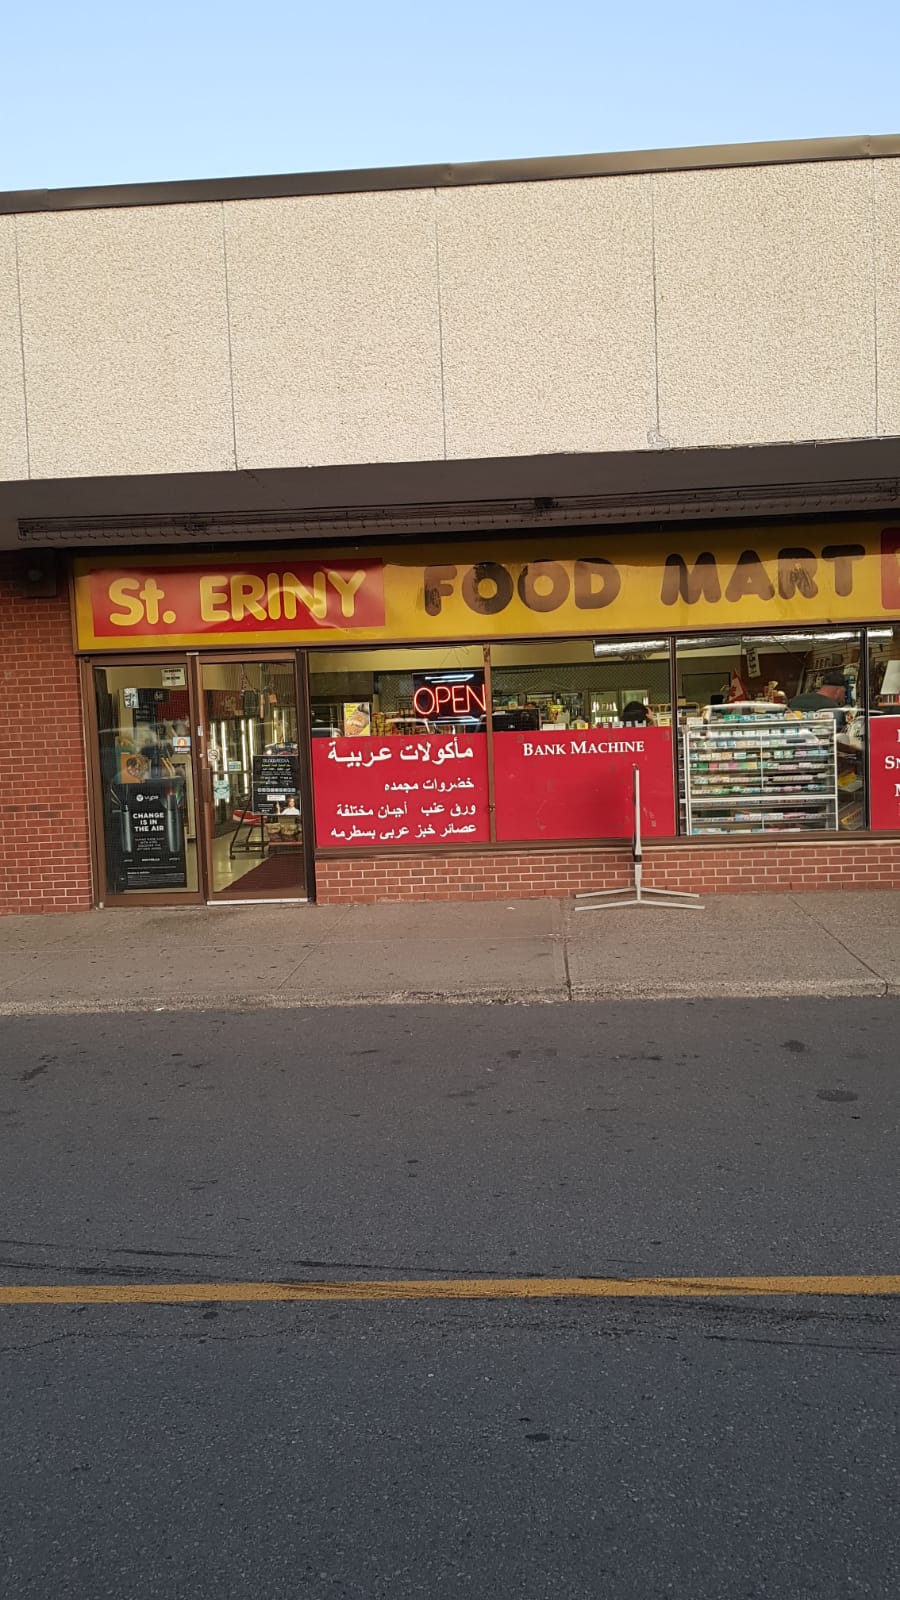 St. ERINY FOOD MART
OPEN
مأكولات عربية
خضروات مجمده
ورق عنب أجبان مختلفة
عصائر خبز عربى بسطرمه
BANK MACHINE
CHANGE
IS IN
THE AIR